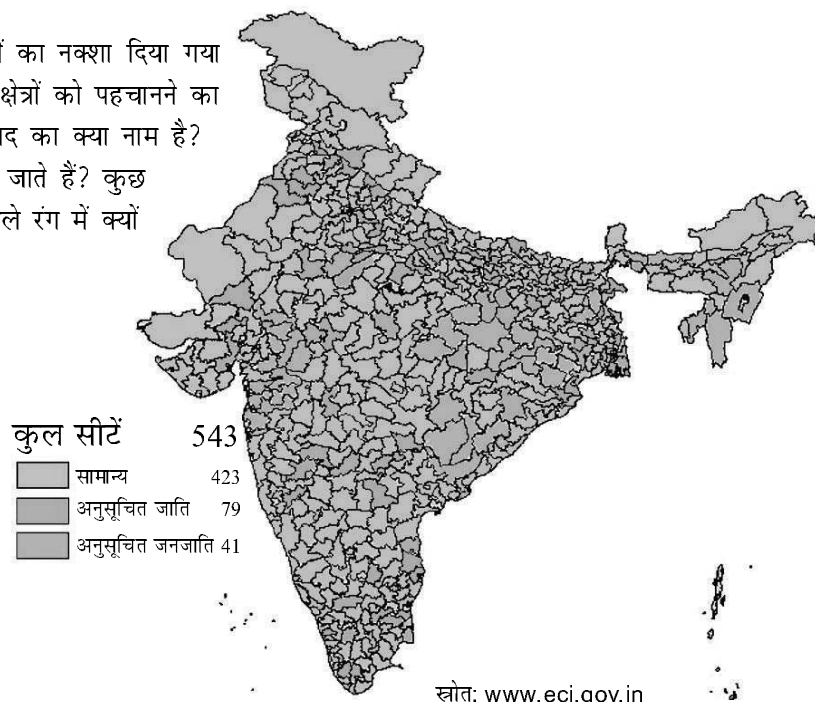 का नक्शा दिया गया
क्षेत्रों को पहचानने का
का क्या नाम है?
जाते हैं? कुछ
रंग में क्यों
कुल सीटें 543
सामान्य 423
अनुसूचित जाति 79
अनुसूचित जनजाति 41
स्रोत: www.eci.gov.in